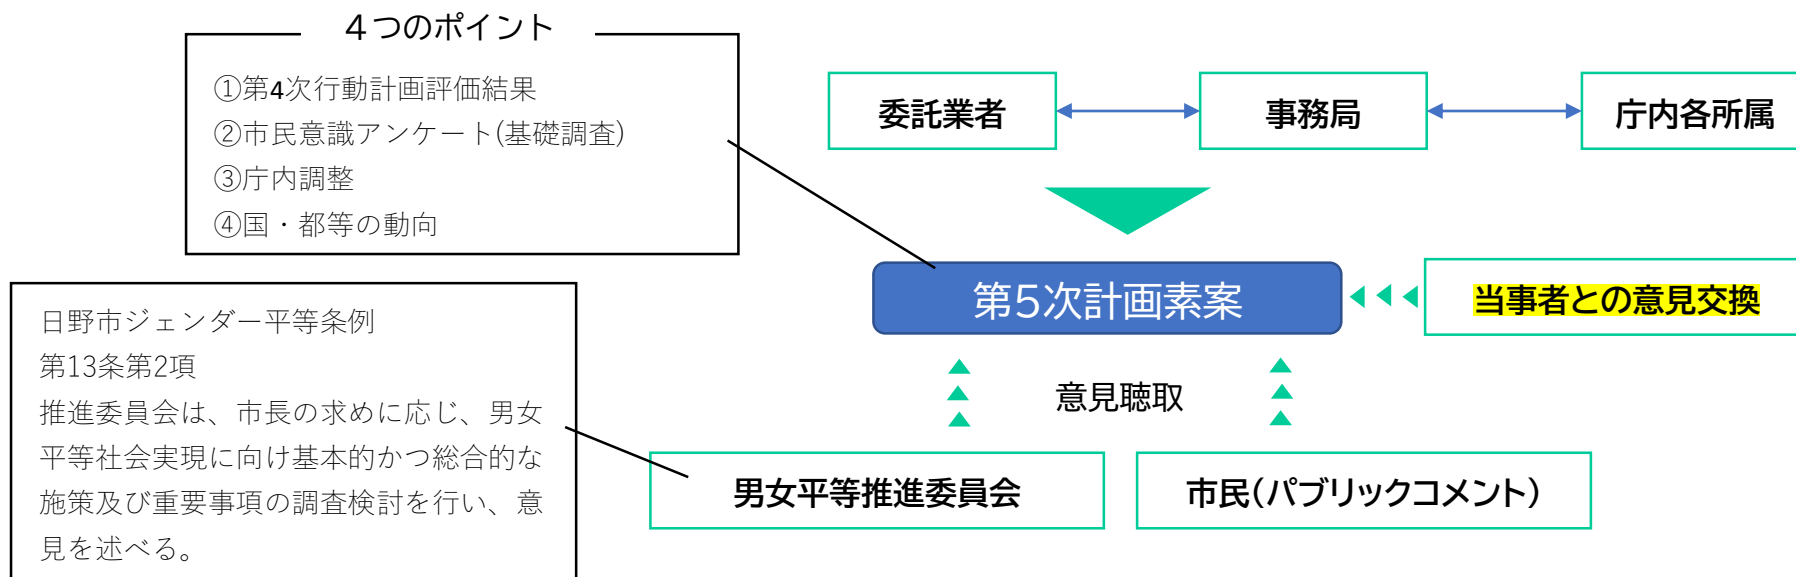 ４つのポイント
①第4次行動計画評価結果
②市民意識アンケート(基礎調査)
③庁内調整
④国・都等の動向
委託業者
事務局
庁内各所属
第５次計画素案
当事者との意見交換
日野市ジェンダー平等条例
第13条第2項
推進委員会は、市長の求めに応じ、男女
平等社会実現に向け基本的かつ総合的な
施策及び重要事項の調査検討を行い、意
見を述べる。
意見聴取
男女平等推進委員会
市民(パブリックコメント)